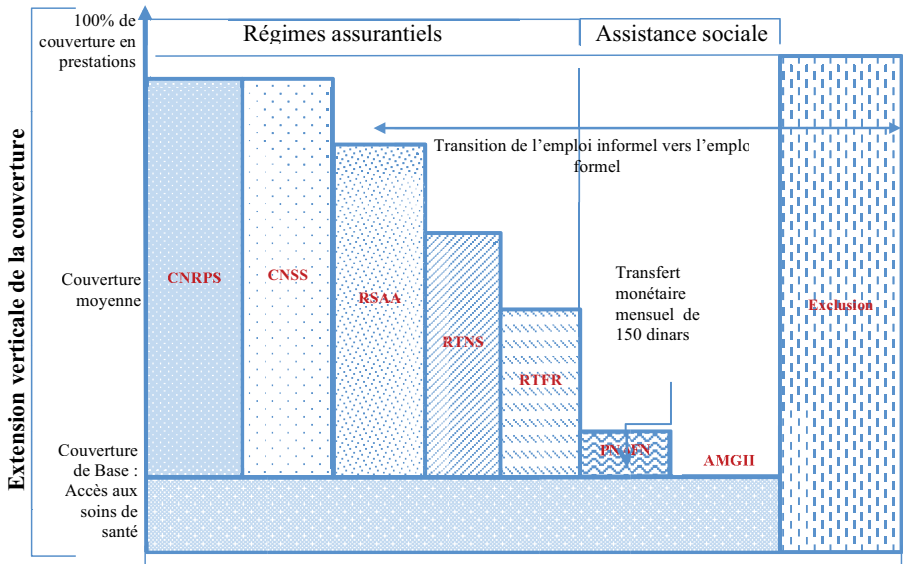 100% de
couverture en
prestations
Régimes assurantiels
Assistance sociale
Transition de l’emploi informel vers l’emplo
formel
Extension verticale de la couverture
Couverture
moyenne
CNRPS
CNSS
RSAA
RTNS
RTFR
Transfert
monétaire
mensuel de
150 dinars
Exclusion
Couverture
de Base :
Accès aux
soins de
santé
AMGII